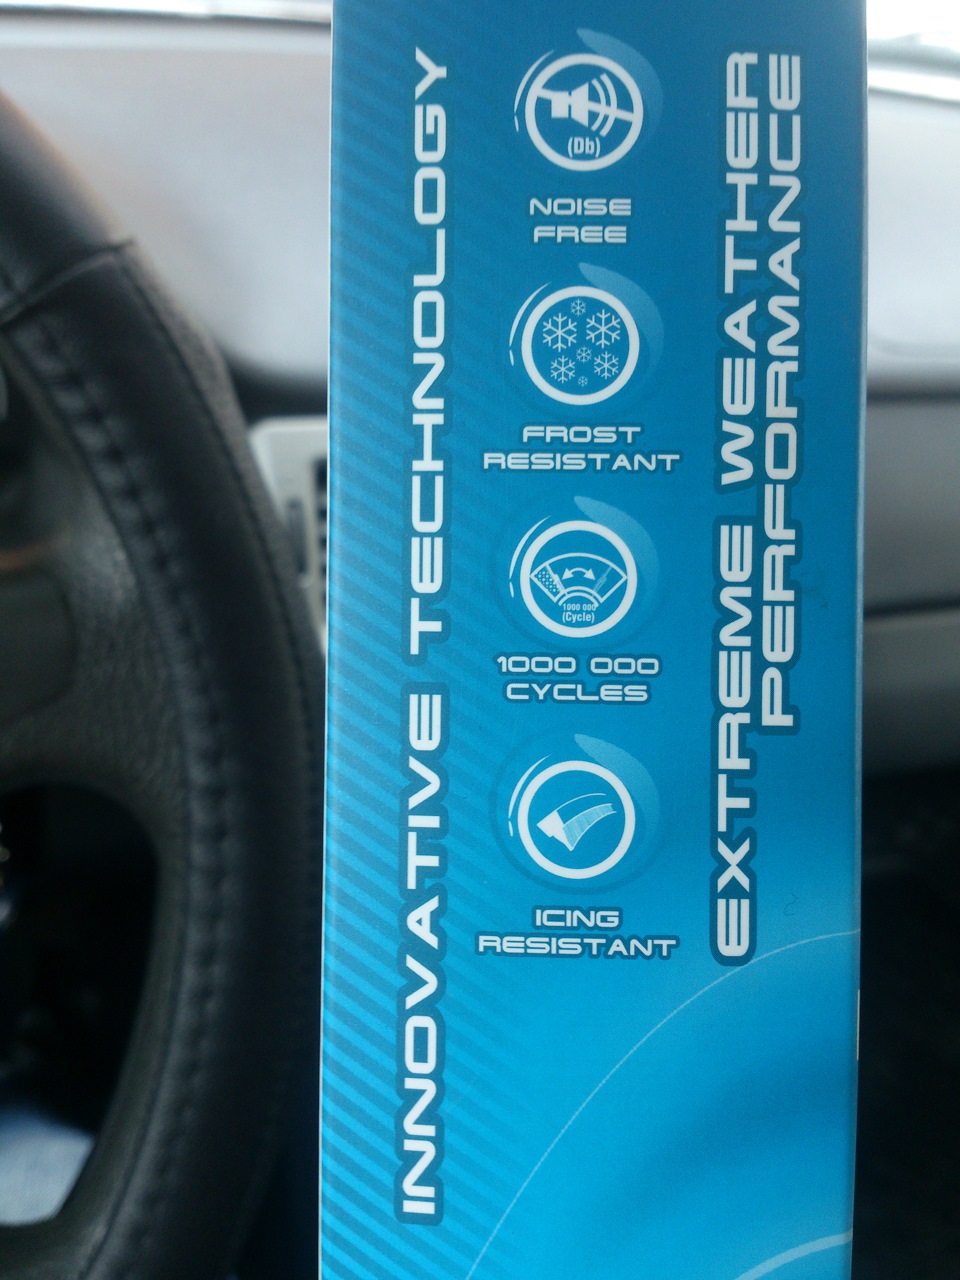 INNOVATIVE TECHNOLOGY
(Db)
NOISE
FREE
FROST
RESISTANT
1000 000
(Cycle)
1000 000
CYCLES
ICING
RESISTANT
EXTREME WEATHER
PERFORMANCE